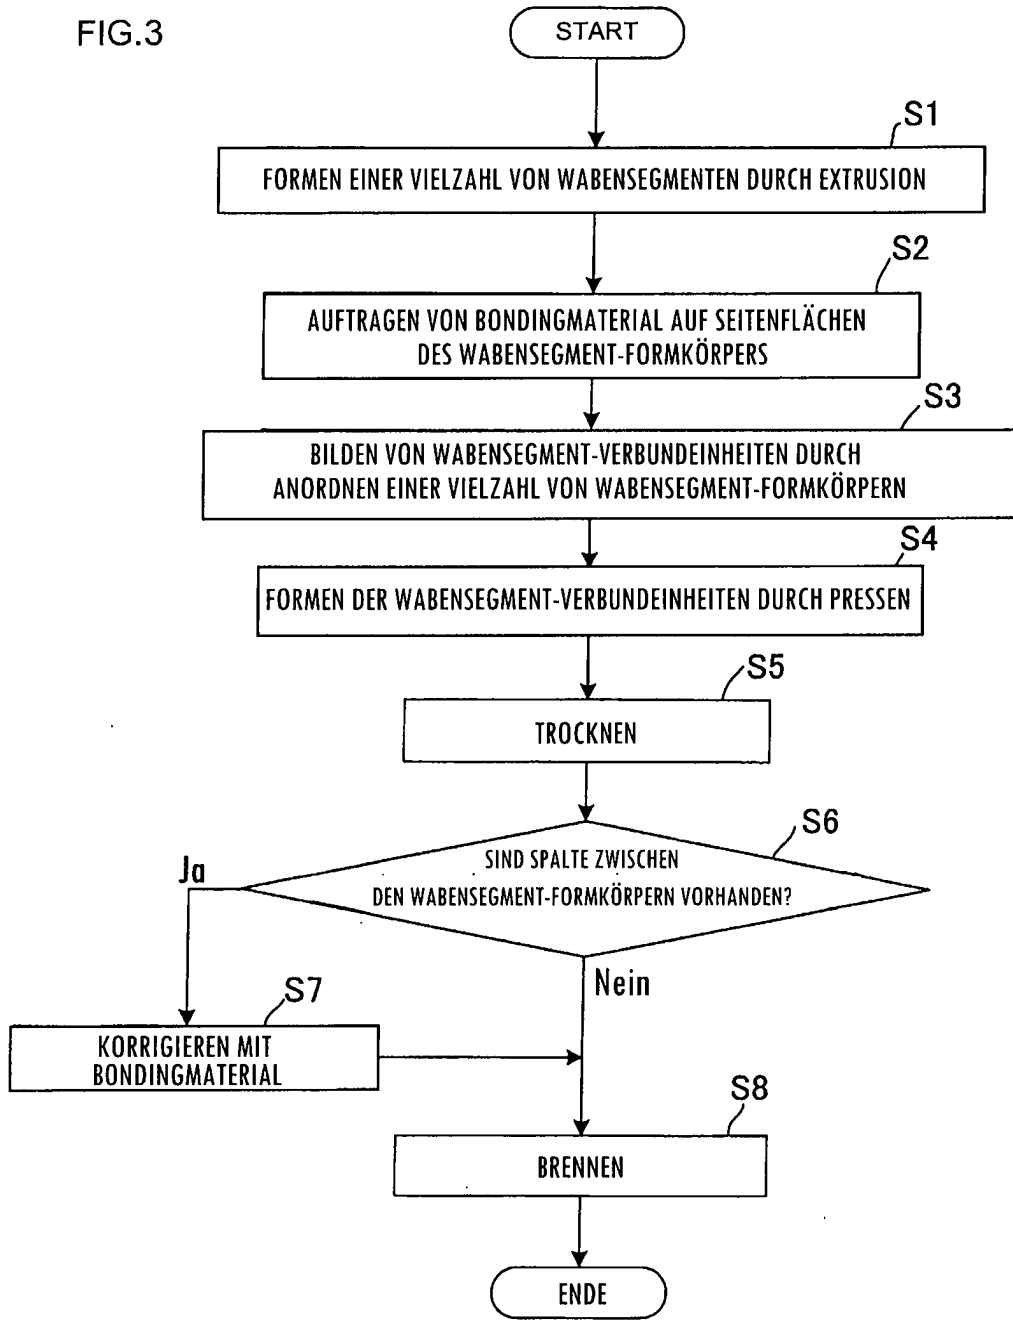 FIG.3
START
S1
FORMEN EINER VIELZAHL VON WABENSEGMENTEN DURCH EXTRUSION
S2
AUFTRAGEN VON BONDINGMATERIAL AUF SEITENFLÄCHEN
DES WABENSEGMENT-FORMKÖRPERS
S3
BILDEN VON WABENSEGMENT-VERBUNDEINHEITEN DURCH
ANORDNEN EINER VIELZAHL VON WABENSEGMENT-FORMKÖRPERN
S4
FORMEN DER WABENSEGMENT-VERBUNDEINHEITEN DURCH PRESSEN
S5
TROCKNEN
S6
SIND SPALTE ZWISCHEN
DEN WABENSEGMENT-FORMKÖRPERN VORHANDEN?
Ja
Nein
S7
KORRIGIEREN MIT
BONDINGMATERIAL
S8
BRENNEN
ENDE